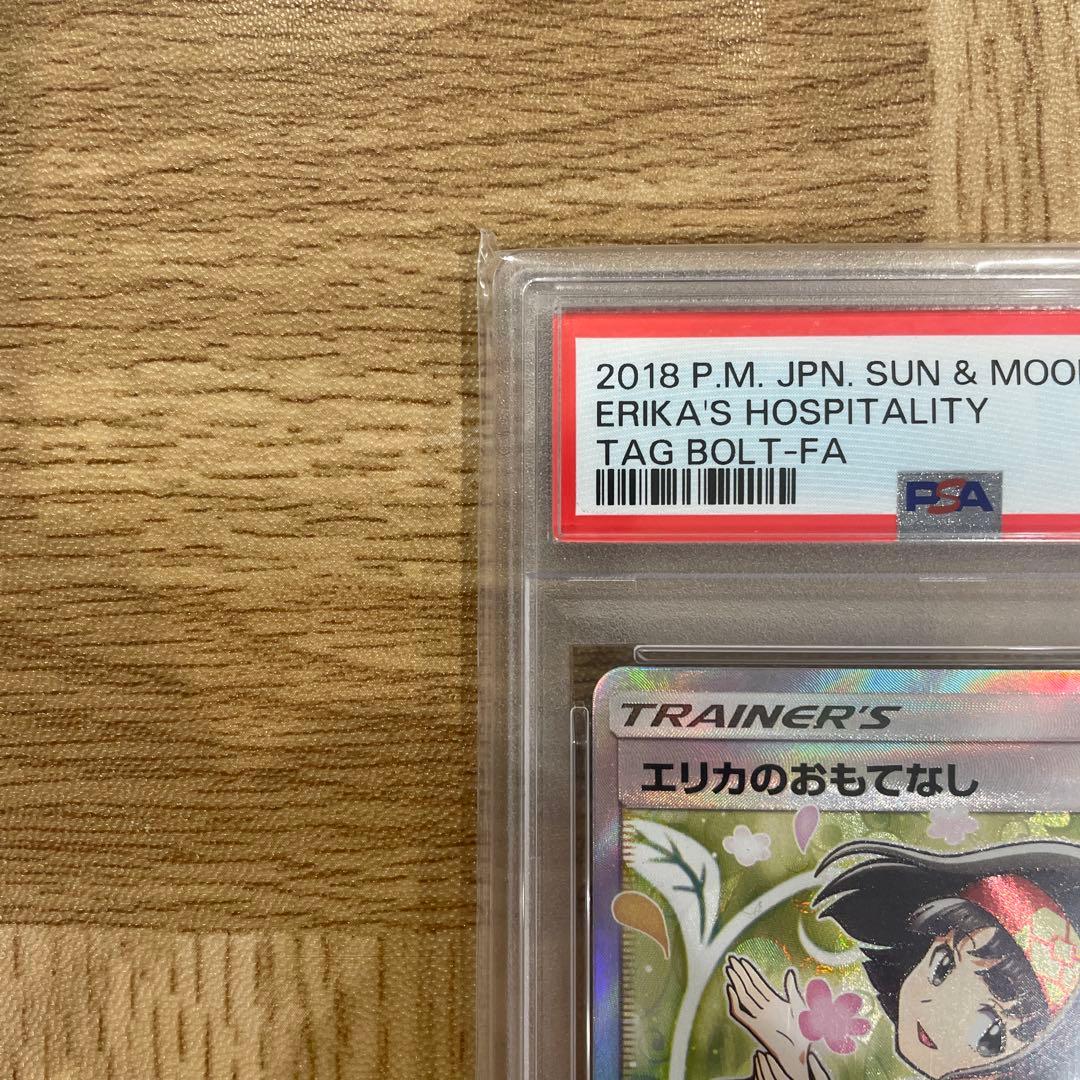 2018 P.M. JPN. SUN & MOON
ERIKA'S HOSPITALITY
TAG BOLT-FA
PSA
TRAINER'S
エリカのおもてなし